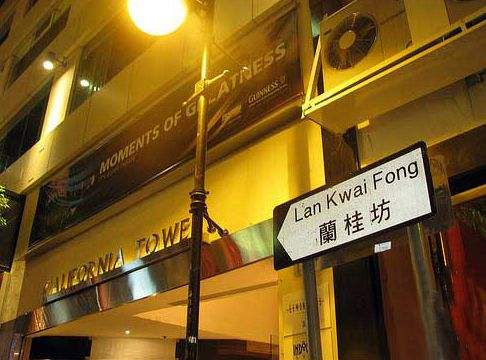 MOMENTS OF GREATNESS
GUINNESS
CALIFORNIA TOWER
Lan Kwai Fong
蘭桂坊